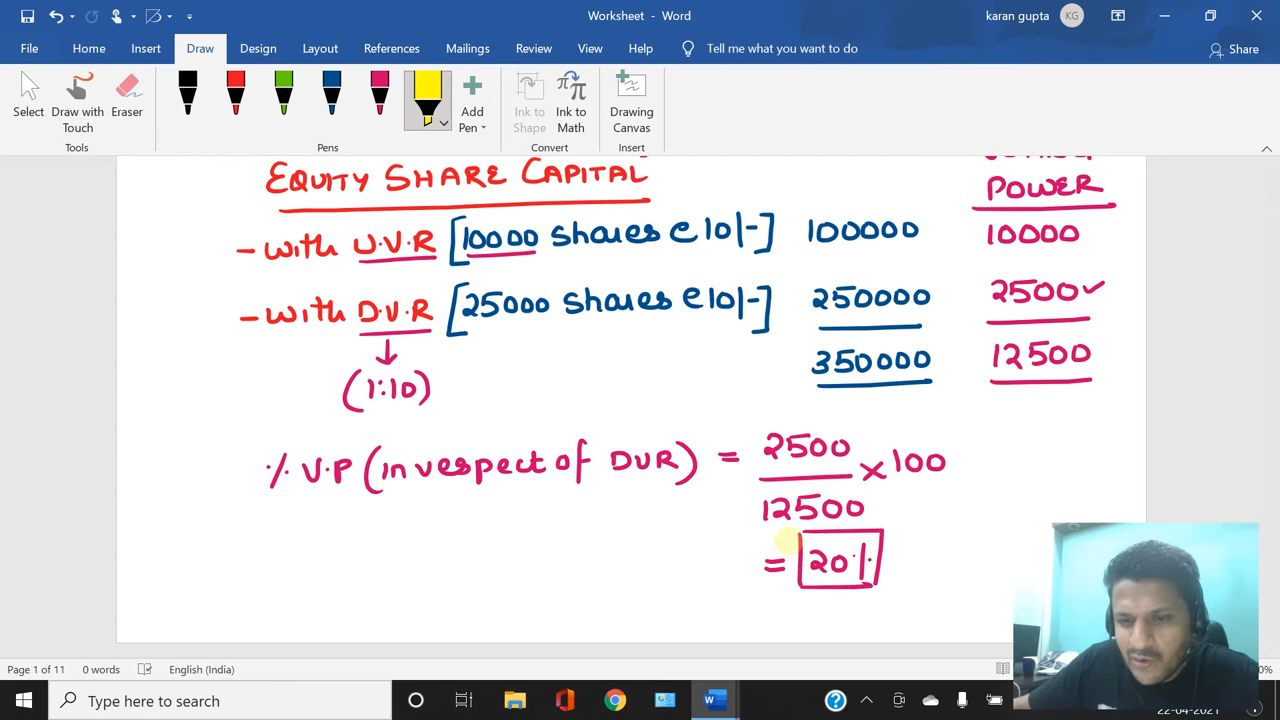 Worksheet - Word
karan gupta KG
File Home Insert Draw Design Layout References Mailings Review View Help Tell me what you want to do Share
Select Draw with Touch Eraser Add Pen Ink to Shape Ink to Math Drawing Canvas
Tools Pens Convert Insert
EQUITY SHARE CAPITAL
POWER
- with U.V.R [10000 shares @ 10/-] 100000 10000
- with D.V.R [25000 shares @ 10/-] 250000 2500 ✓
350000 12500
↓
(1:10)
% V.P (in respect of DVR) = 2500
× 100
12500
= 20%
Page 1 of 11 0 words English (India)
Type here to search
22-04-2021